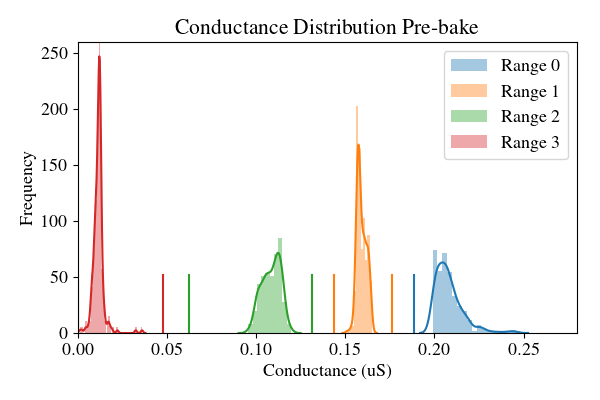 Conductance Distribution Pre-bake
Frequency
250
200
150
100
50
0
Range 0
Range 1
Range 2
Range 3
0.00 0.05 0.10 0.15 0.20 0.25
Conductance (uS)